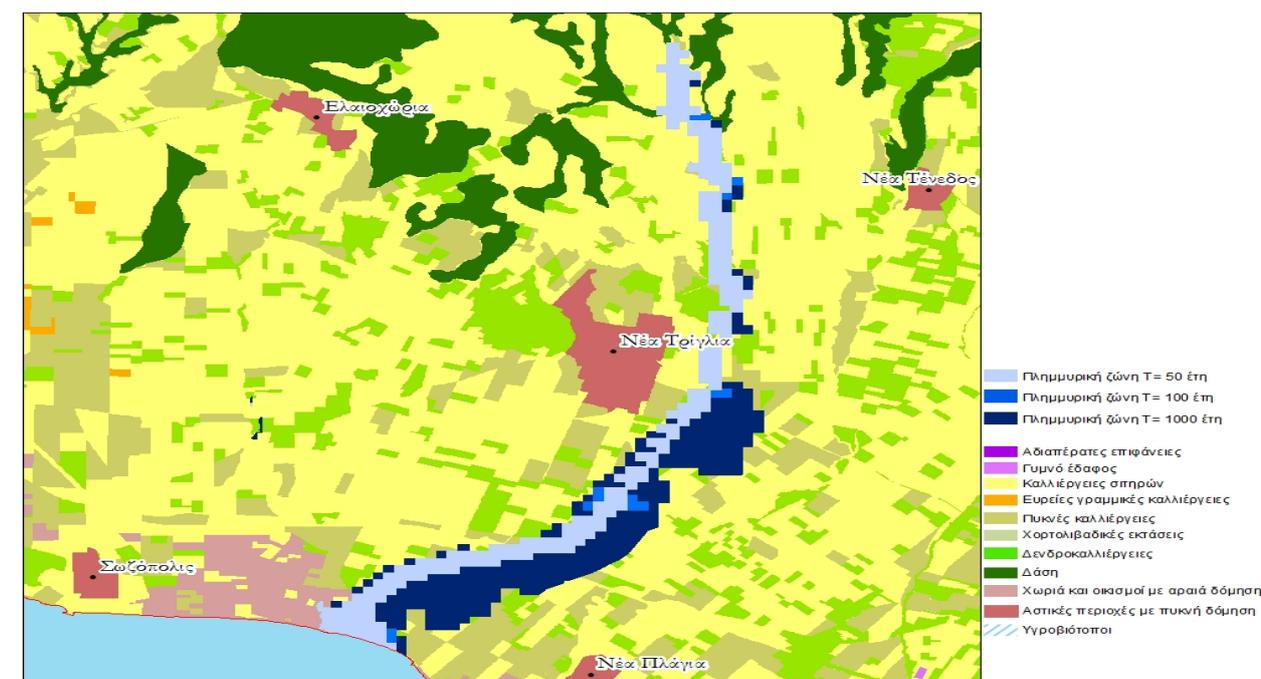 Ελαιοχώρια
Νέα Τένεδος
Νέα Τρίγλια
Σωζόπολις
Νέα Πλάγια
Πλημμυρική ζώνη T= 50 έτη
Πλημμυρική ζώνη T= 100 έτη
Πλημμυρική ζώνη T= 1000 έτη
Αδιαπέρατες επιφάνειες
Γυμνό έδαφος
Καλλιέργειες σιτηρών
Ευρείες γραμμικές καλλιέργειες
Πυκνές καλλιέργειες
Χορτολιβαδικές εκτάσεις
Δενδροκαλλιέργειες
Δάση
Χωριά και οικισμοί με αραιά δόμηση
Αστικές περιοχές με πυκνή δόμηση
Υγροβιότοποι